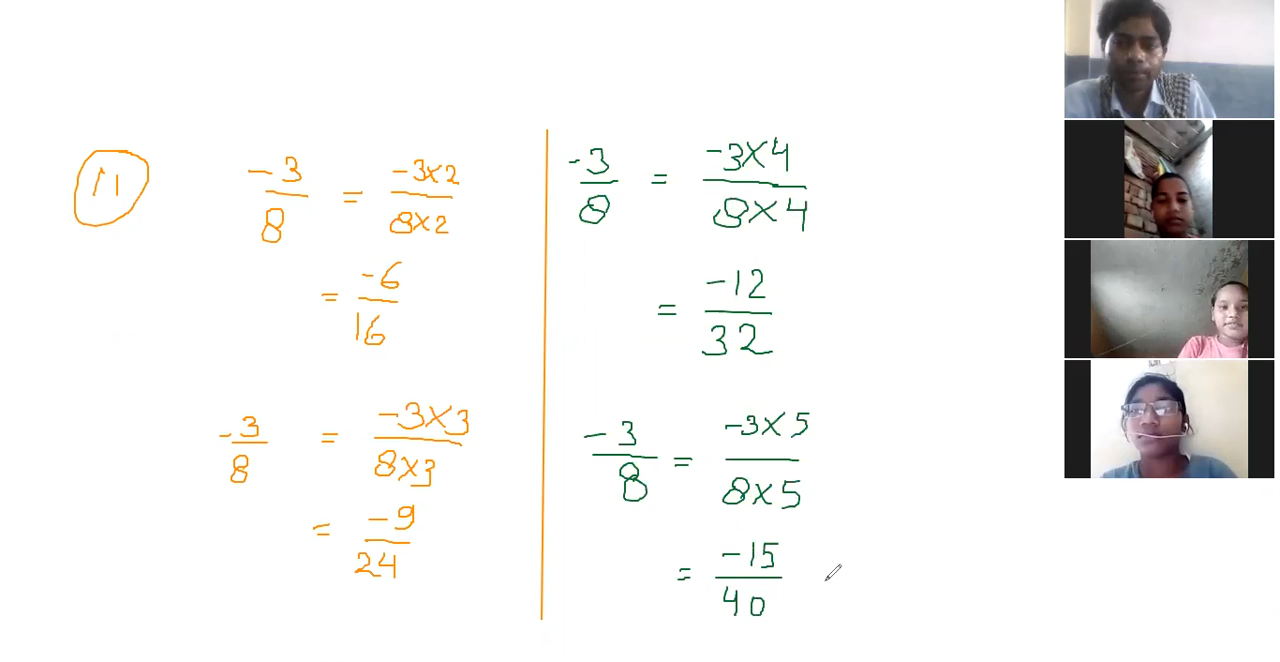 11
-3/8 = -3×2/8×2
= -6/16
-3/8 = -3×3/8×3
= -9/24
-3/8 = -3×4/8×4
= -12/32
-3/8 = -3×5/8×5
= -15/40